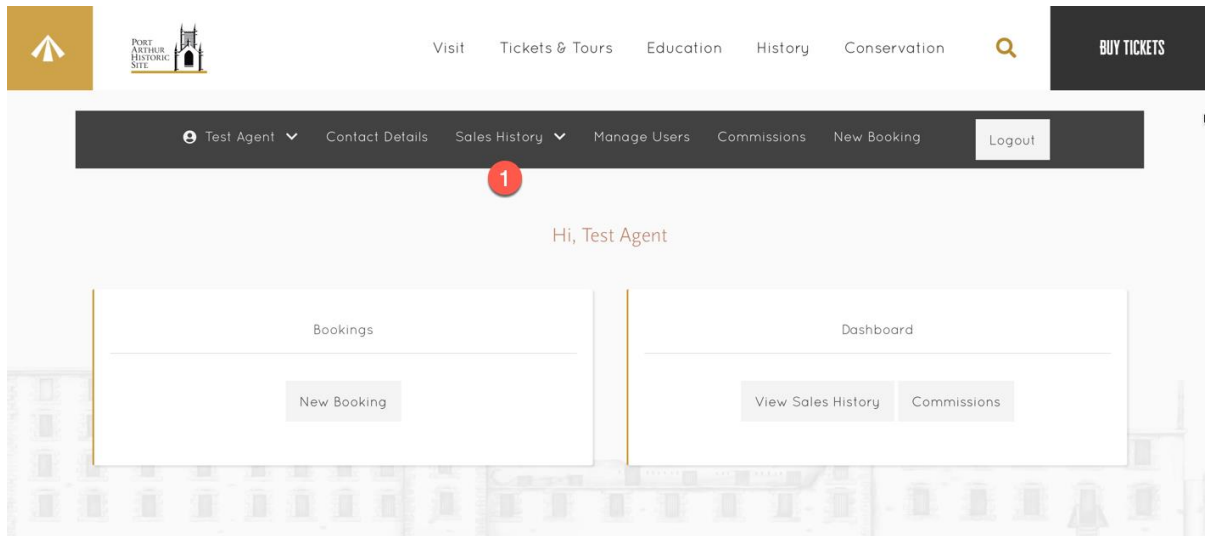 PORT
ARTHUR
HISTORIC
SITE
Visit Tickets & Tours Education History Conservation BUY TICKETS
Test Agent Contact Details Sales History Manage Users Commissions New Booking Logout
1
Hi, Test Agent
Bookings Dashboard
New Booking View Sales History Commissions